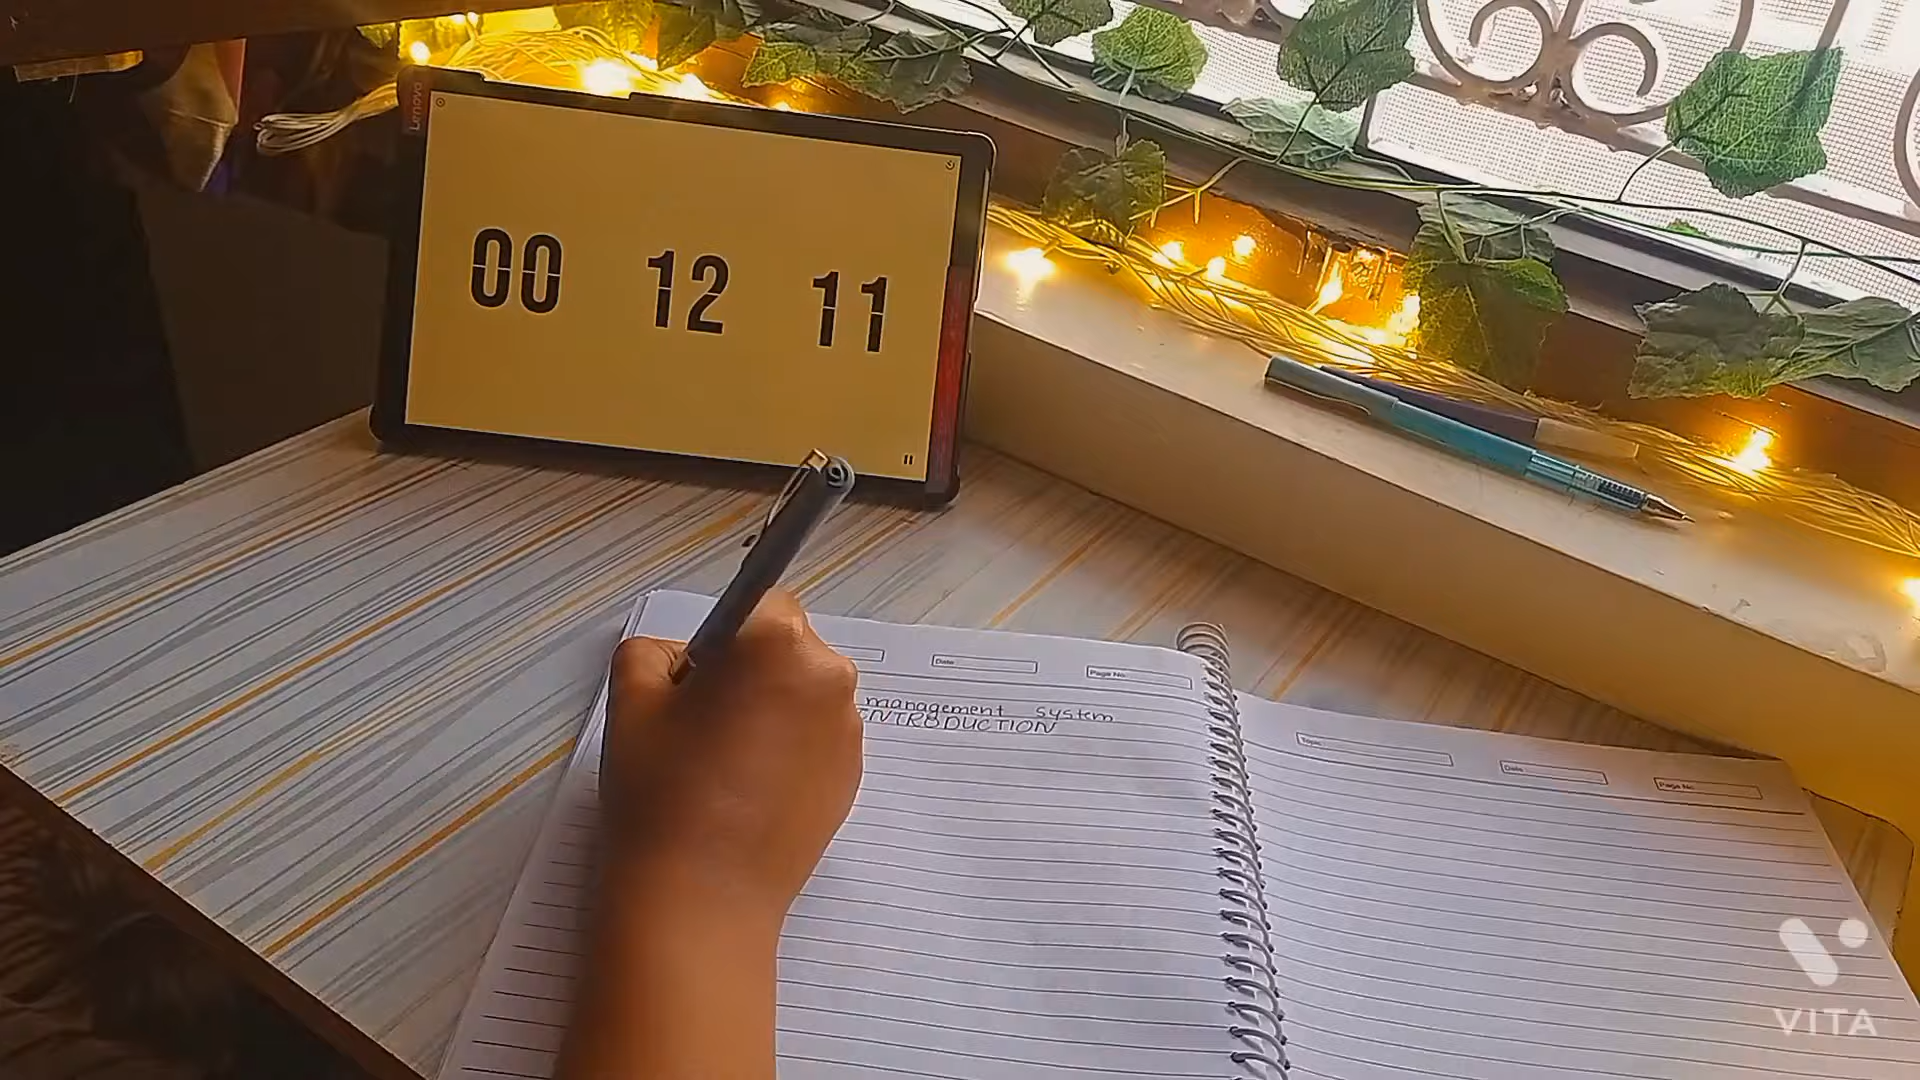 Lenovo
00 12 11
Date
Page No.
management system
INTRODUCTION
Topic
Date
Page No.
VITA